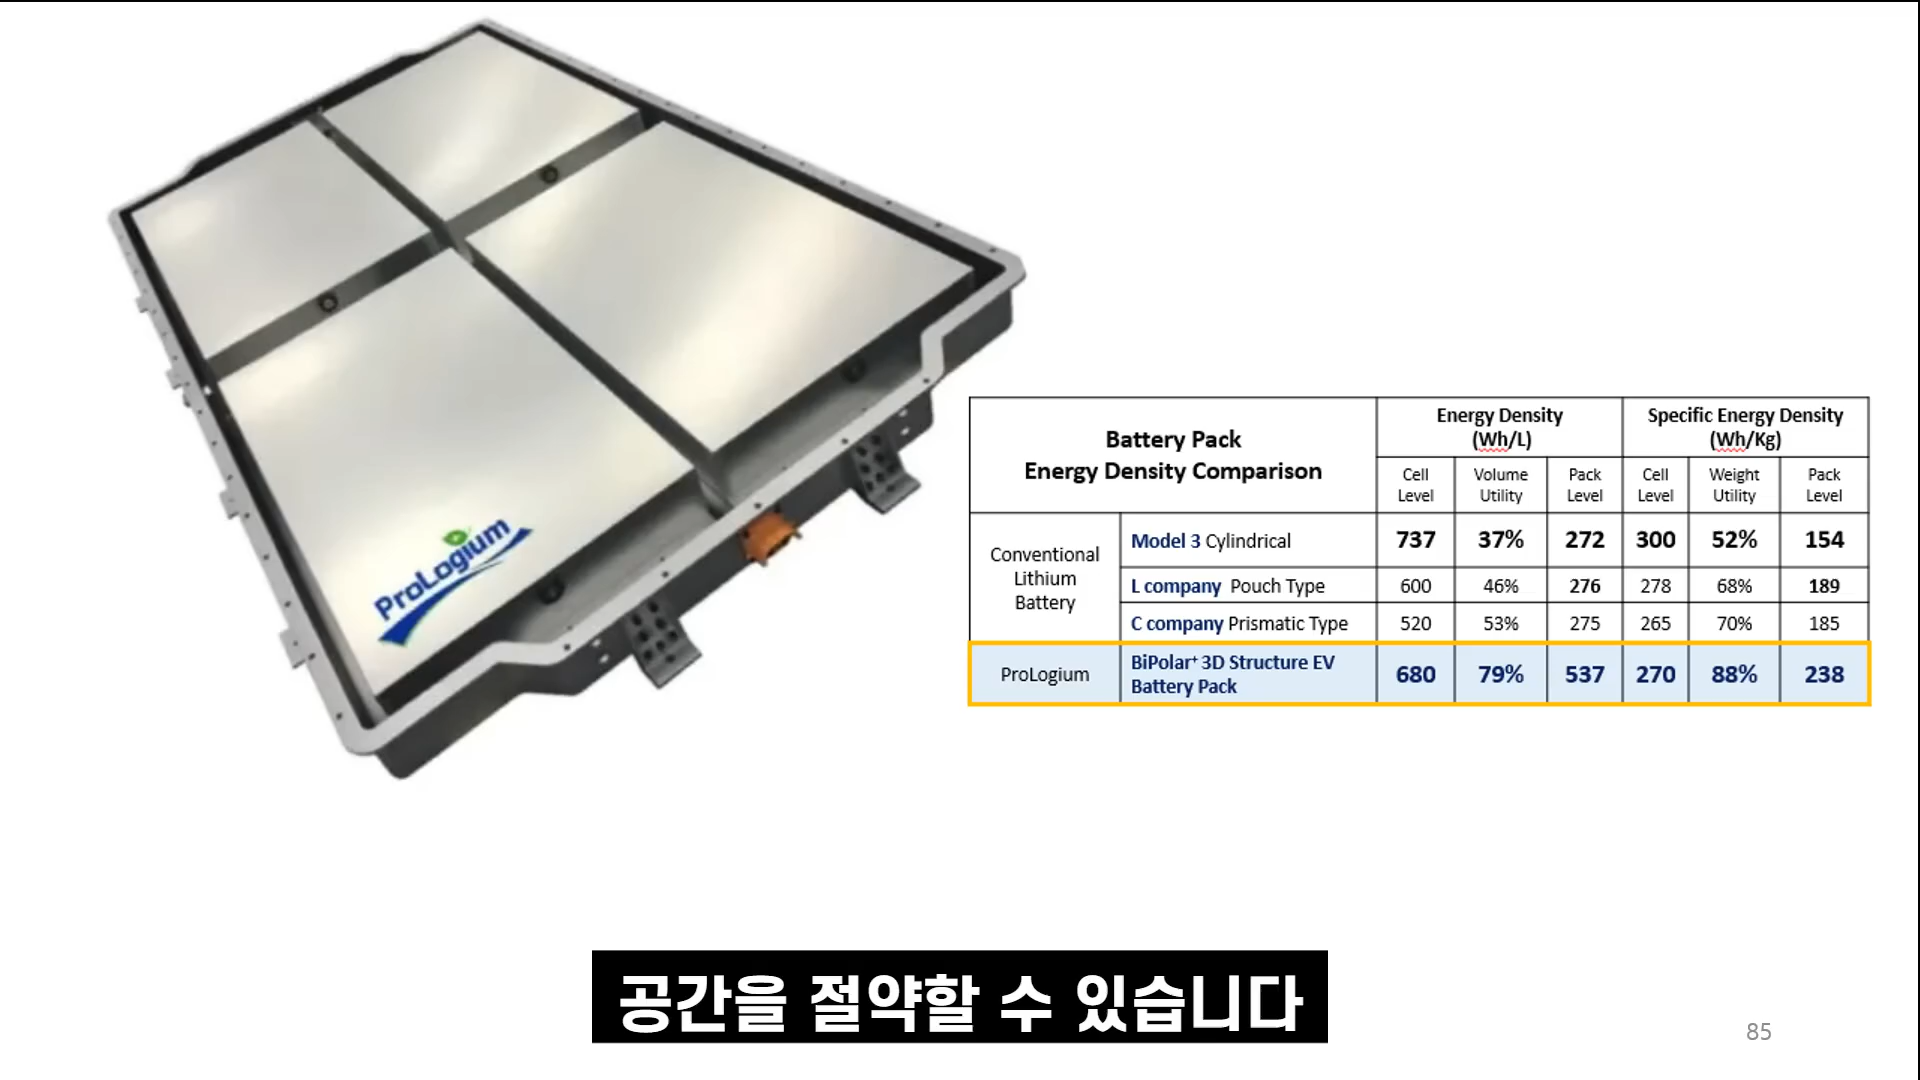 ProLogium
Battery Pack
Energy Density Comparison
Energy Density
(Wh/L)
Specific Energy Density
(Wh/Kg)
Cell
Level
Volume
Utility
Pack
Level
Cell
Level
Weight
Utility
Pack
Level
Conventional
Lithium
Battery
Model 3 Cylindrical 737 37% 272 300 52% 154
L company Pouch Type 600 46% 276 278 68% 189
C company Prismatic Type 520 53% 275 265 70% 185
ProLogium
BiPolar⁺ 3D Structure EV
Battery Pack
680 79% 537 270 88% 238
공간을 절약할 수 있습니다
85